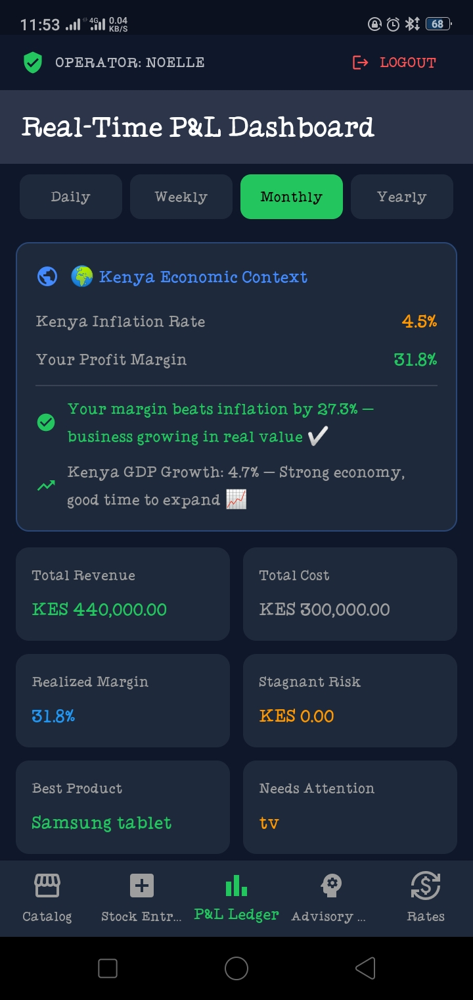 11:53 4G 0.04 KB/S 68
OPERATOR: NOELLE LOGOUT
Real-Time P&L Dashboard
Daily Weekly Monthly Yearly
🌍 Kenya Economic Context
Kenya Inflation Rate 4.5%
Your Profit Margin 31.8%
Your margin beats inflation by 27.3% —
business growing in real value ✔️
Kenya GDP Growth: 4.7% — Strong economy,
good time to expand 📈
Total Revenue Total Cost
KES 440,000.00 KES 300,000.00
Realized Margin Stagnant Risk
31.8% KES 0.00
Best Product Needs Attention
Samsung tablet tv
Catalog Stock Entr... P&L Ledger Advisory ... Rates